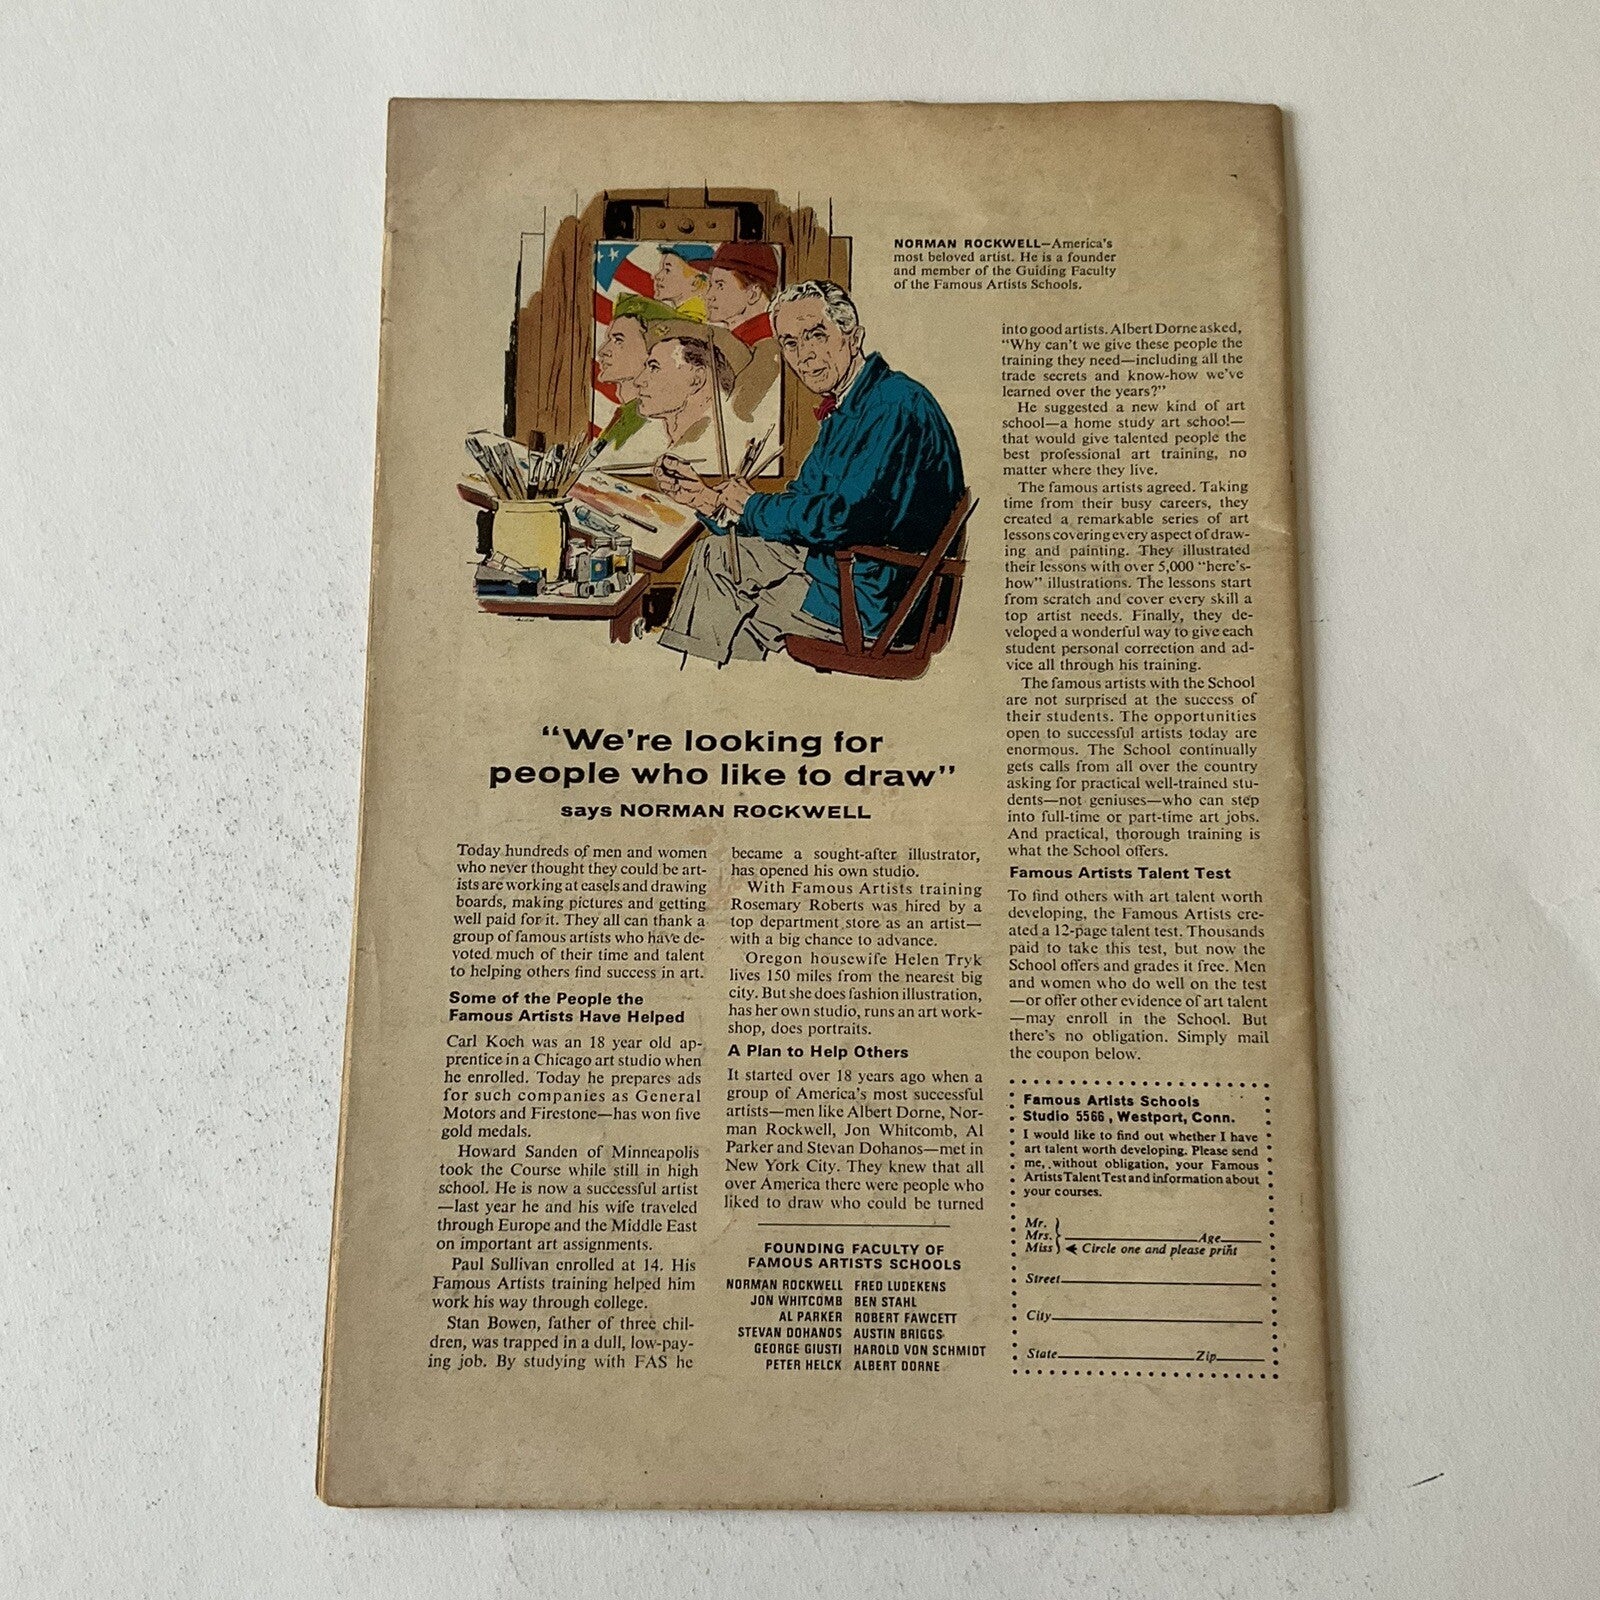 NORMAN ROCKWELL—America's
most beloved artist. He is a founder
and member of the Guiding Faculty
of the Famous Artists Schools.
"We're looking for
people who like to draw"
says NORMAN ROCKWELL
Today hundreds of men and women
who never thought they could be art-
ists are working at easels and drawing
boards, making pictures and getting
well paid for it. They all can thank a
group of famous artists who have de-
voted much of their time and talent
to helping others find success in art.
Some of the People the
Famous Artists Have Helped
Carl Koch was an 18 year old ap-
prentice in a Chicago art studio when
he enrolled. Today he prepares ads
for such companies as General
Motors and Firestone—has won five
gold medals.
Howard Sanden of Minneapolis
took the Course while still in high
school. He is now a successful artist
—last year he and his wife traveled
through Europe and the Middle East
on important art assignments.
Paul Sullivan enrolled at 14. His
Famous Artists training helped him
work his way through college.
Stan Bowen, father of three chil-
dren, was trapped in a dull, low-pay-
ing job. By studying with FAS he
became a sought-after illustrator,
has opened his own studio.
With Famous Artists training
Rosemary Roberts was hired by a
top department store as an artist—
with a big chance to advance.
Oregon housewife Helen Tryk
lives 150 miles from the nearest big
city. But she does fashion illustration,
has her own studio, runs an art work-
shop, does portraits.
A Plan to Help Others
It started over 18 years ago when a
group of America's most successful
artists—men like Albert Dorne, Nor-
man Rockwell, Jon Whitcomb, Al
Parker and Stevan Dohanos—met in
New York City. They knew that all
over America there were people who
liked to draw who could be turned
into good artists. Albert Dorne asked,
"Why can't we give these people the
training they need—including all the
trade secrets and know-how we've
learned over the years?"
He suggested a new kind of art
school—a home study art school—
that would give talented people the
best professional art training, no
matter where they live.
The famous artists agreed. Taking
time from their busy careers, they
created a remarkable series of art
lessons covering every aspect of draw-
ing and painting. They illustrated
their lessons with over 5,000 "here's-
how" illustrations. The lessons start
from scratch and cover every skill a
top artist needs. Finally, they de-
veloped a wonderful way to give each
student personal correction and ad-
vice all through his training.
The famous artists with the School
are not surprised at the success of
their students. The opportunities
open to successful artists today are
enormous. The School continually
gets calls from all over the country
asking for practical well-trained stu-
dents—not geniuses—who can step
into full-time or part-time art jobs.
And practical, thorough training is
what the School offers.
Famous Artists Talent Test
To find others with art talent worth
developing, the Famous Artists cre-
ated a 12-page talent test. Thousands
paid to take this test, but now the
School offers and grades it free. Men
and women who do well on the test
—or offer other evidence of art talent
—may enroll in the School. But
there's no obligation. Simply mail
the coupon below.
FOUNDING FACULTY OF
FAMOUS ARTISTS SCHOOLS
NORMAN ROCKWELL FRED LUDEKENS
JON WHITCOMB BEN STAHL
AL PARKER ROBERT FAWCETT
STEVAN DOHANOS AUSTIN BRIGGS
GEORGE GIUSTI HAROLD VON SCHMIDT
PETER HELCK ALBERT DORNE
Famous Artists Schools
Studio 5566, Westport, Conn.
I would like to find out whether I have
art talent worth developing. Please send
me, without obligation, your Famous
Artists Talent Test and information about
your courses.
Mr.
Mrs. Age
Miss Circle one and please print
Street
City
State Zip